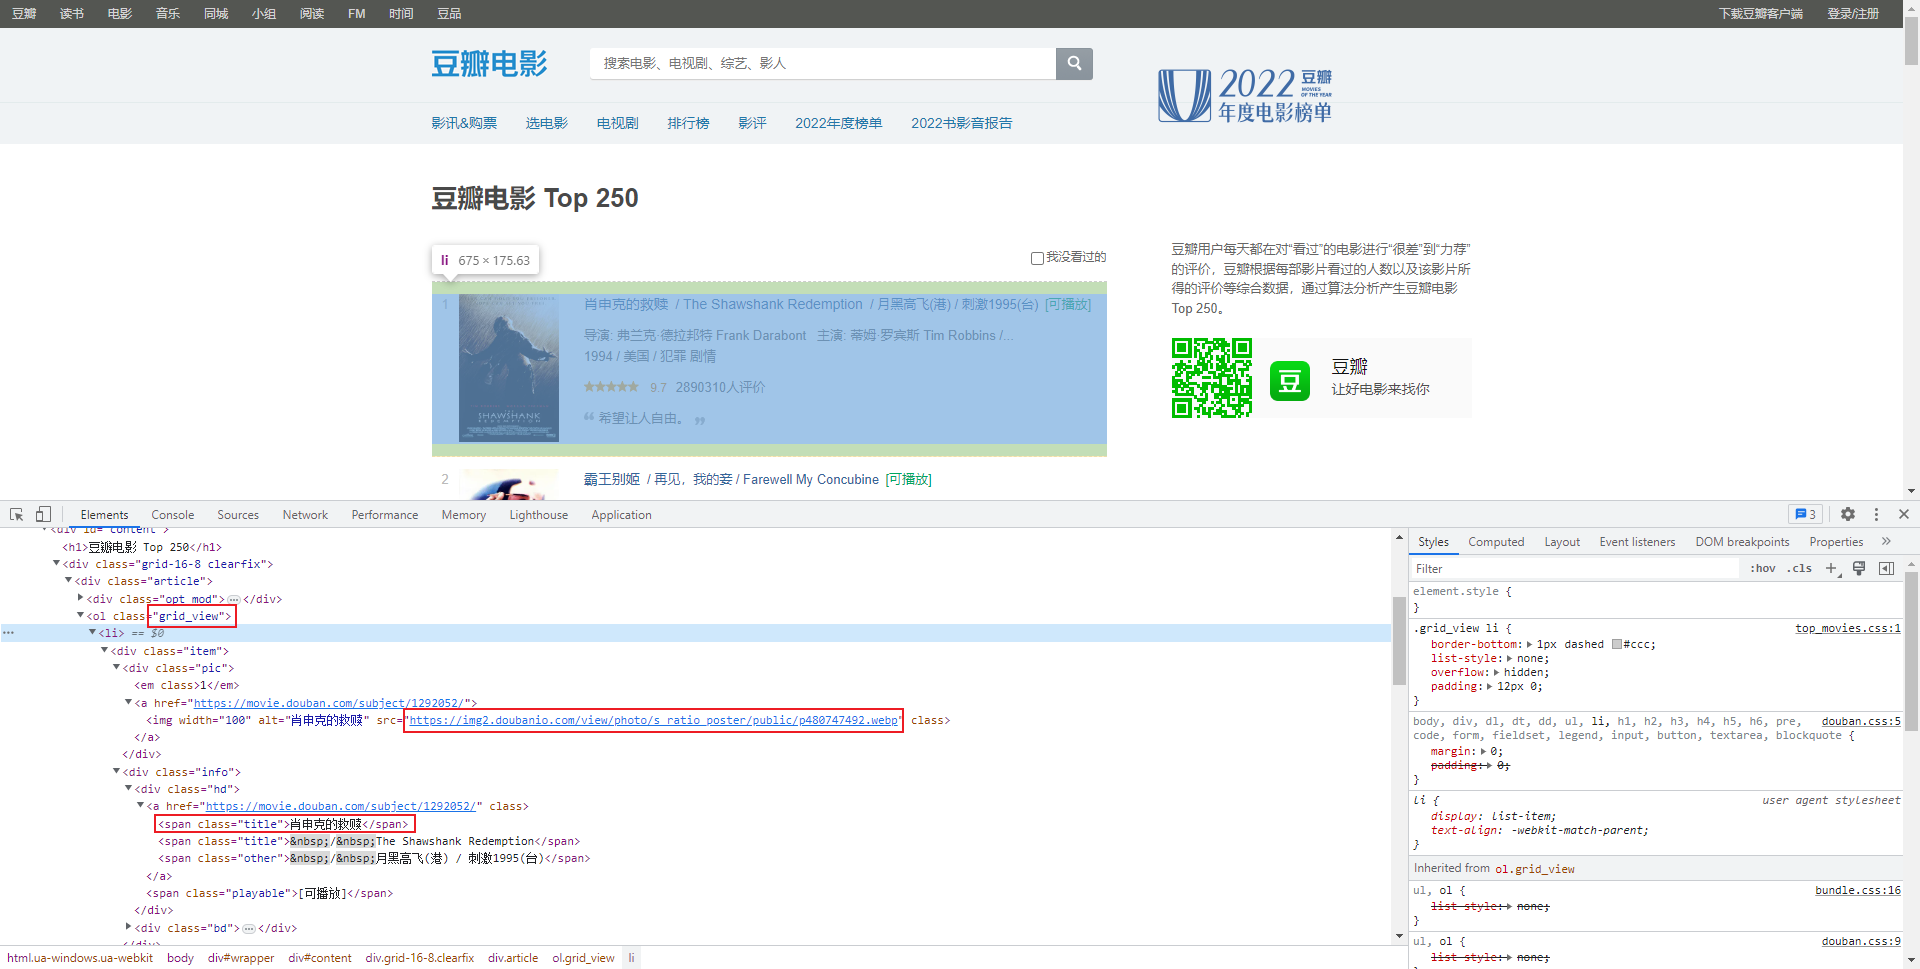 豆瓣 读书 电影 音乐 同城 小组 阅读 FM 时间 豆品 下载豆瓣客户端 登录/注册
豆瓣电影 搜索电影、电视剧、综艺、影人
2022 豆瓣 MOVIES OF THE YEAR 年度电影榜单
影讯&购票 选电影 电视剧 排行榜 影评 2022年度榜单 2022书影音报告
豆瓣电影 Top 250
li 675 × 175.63 我没看过的
1 肖申克的救赎 / The Shawshank Redemption / 月黑高飞(港) / 刺激1995(台) [可播放]
导演: 弗兰克·德拉邦特 Frank Darabont 主演: 蒂姆·罗宾斯 Tim Robbins /...
1994 / 美国 / 犯罪 剧情
9.7 2890310人评价
“ 希望让人自由。 ”
SHAWSHANK
REDEMPTION
2 霸王别姬 / 再见，我的妾 / Farewell My Concubine [可播放]
豆瓣用户每天都在对“看过”的电影进行“很差”到“力荐”
的评价，豆瓣根据每部影片看过的人数以及该影片所
得的评价等综合数据，通过算法分析产生豆瓣电影
Top 250。
豆 豆瓣
让好电影来找你
Elements Console Sources Network Performance Memory Lighthouse Application 3
<div id="content">
<h1>豆瓣电影 Top 250</h1>
<div class="grid-16-8 clearfix">
<div class="article">
<div class="opt mod">…</div>
<ol class="grid_view">
… <li> == $0
<div class="item">
<div class="pic">
<em class>1</em>
<a href="https://movie.douban.com/subject/1292052/">
<img width="100" alt="肖申克的救赎" src="https://img2.doubanio.com/view/photo/s_ratio_poster/public/p480747492.webp" class>
</a>
</div>
<div class="info">
<div class="hd">
<a href="https://movie.douban.com/subject/1292052/" class>
<span class="title">肖申克的救赎</span>
<span class="title">&nbsp;/&nbsp;The Shawshank Redemption</span>
<span class="other">&nbsp;/&nbsp;月黑高飞(港) / 刺激1995(台)</span>
</a>
<span class="playable">[可播放]</span>
</div>
<div class="bd">…</div>
</div>
html.ua-windows.ua-webkit body div#wrapper div#content div.grid-16-8.clearfix div.article ol.grid_view li
Styles Computed Layout Event listeners DOM breakpoints Properties »
Filter :hov .cls +
element.style {
}
.grid_view li { top_movies.css:1
border-bottom: 1px dashed #ccc;
list-style: none;
overflow: hidden;
padding: 12px 0;
}
body, div, dl, dt, dd, ul, li, h1, h2, h3, h4, h5, h6, pre, douban.css:5
code, form, fieldset, legend, input, button, textarea, blockquote {
margin: 0;
padding: 0;
}
li { user agent stylesheet
display: list-item;
text-align: -webkit-match-parent;
}
Inherited from ol.grid_view
ul, ol { bundle.css:16
list-style: none;
}
ul, ol { douban.css:9
list-style: none;